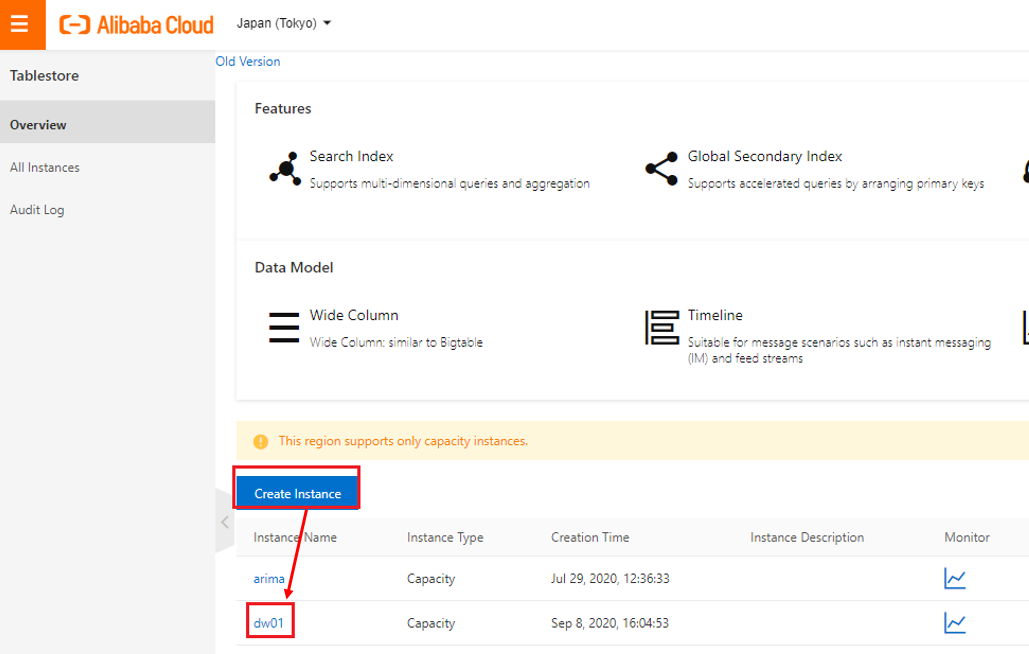 Alibaba Cloud
Japan (Tokyo)
Tablestore
Overview
All Instances
Audit Log
Old Version
Features
Search Index
Supports multi-dimensional queries and aggregation
Global Secondary Index
Supports accelerated queries by arranging primary keys
Data Model
Wide Column
Wide Column: similar to Bigtable
Timeline
Suitable for message scenarios such as instant messaging
(IM) and feed streams
This region supports only capacity instances.
Create Instance
Instance Name Instance Type Creation Time Instance Description Monitor
arima Capacity Jul 29, 2020, 12:36:33
dw01 Capacity Sep 8, 2020, 16:04:53